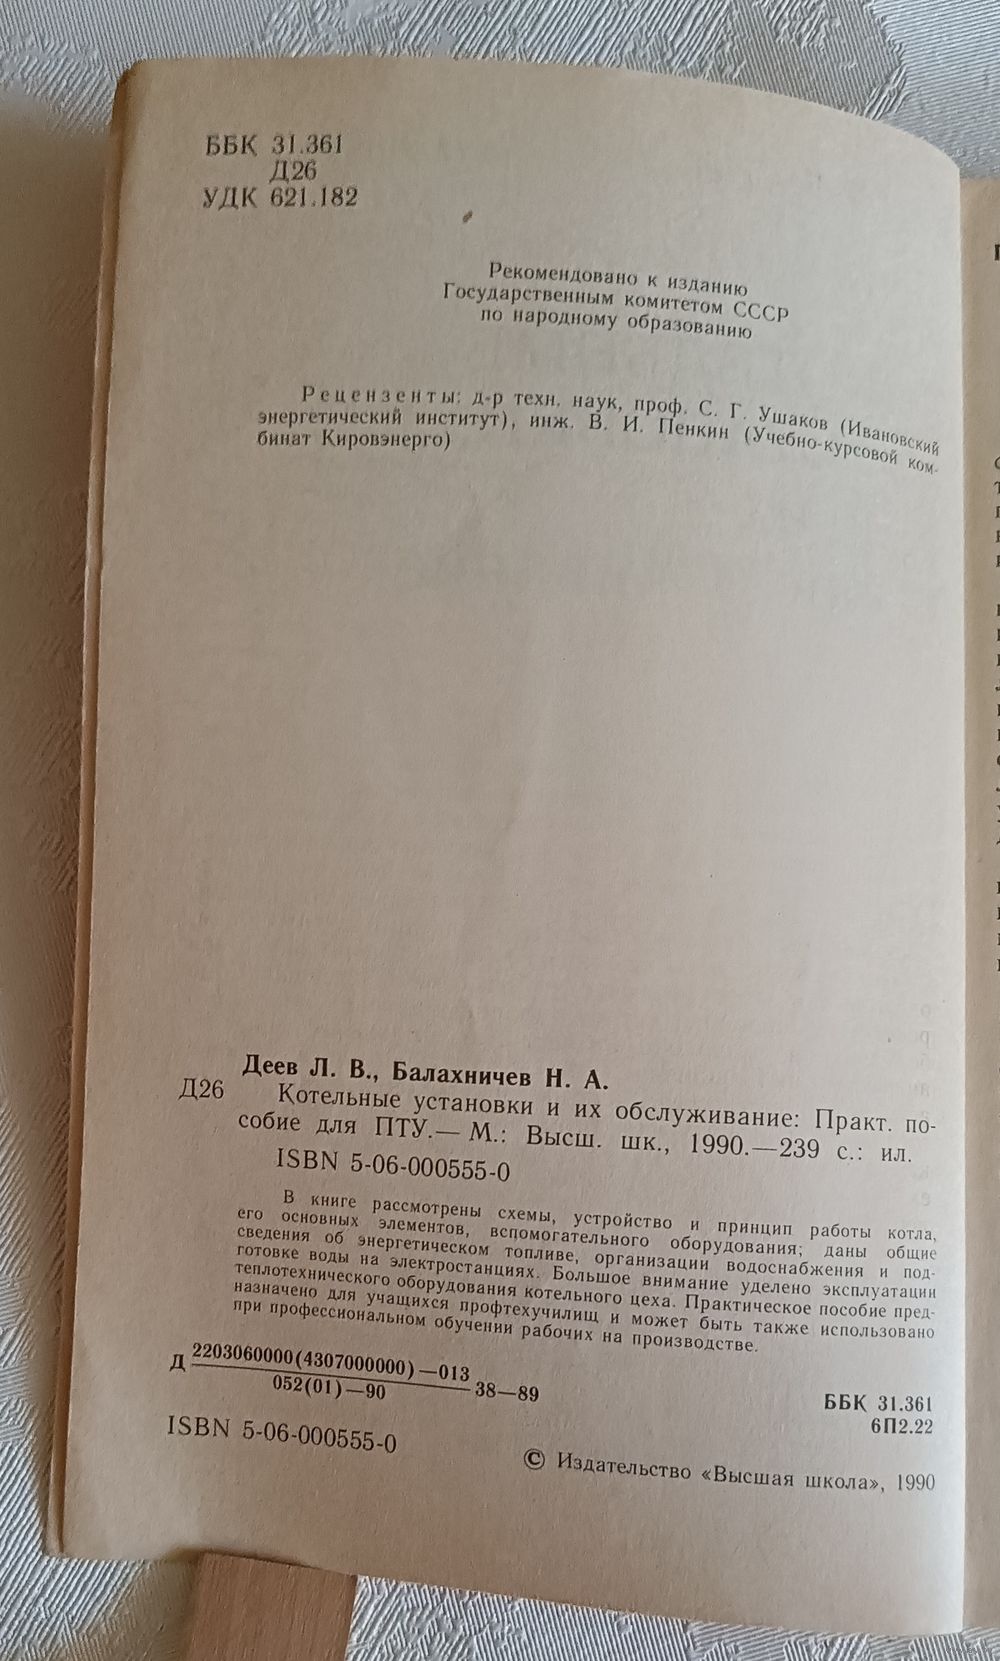 ББК 31.361
Д26
УДК 621.182
Рекомендовано к изданию
Государственным комитетом СССР
по народному образованию
Рецензенты: д-р техн. наук, проф. С. Г. Ушаков (Ивановский
энергетический институт), инж. В. И. Пенкин (Учебно-курсовой ком-
бинат Кировэнерго)
Деев Л. В., Балахничев Н. А.
Д26 Котельные установки и их обслуживание: Практ. по-
собие для ПТУ.— М.: Высш. шк., 1990.—239 с.: ил.
ISBN 5-06-000555-0
В книге рассмотрены схемы, устройство и принцип работы котла,
его основных элементов, вспомогательного оборудования; даны общие
сведения об энергетическом топливе, организации водоснабжения и под-
готовке воды на электростанциях. Большое внимание уделено эксплуатации
теплотехнического оборудования котельного цеха. Практическое пособие пред-
назначено для учащихся профтехучилищ и может быть также использовано
при профессиональном обучении рабочих на производстве.
Д 2203060000(4307000000)—013
052(01)—90
38—89
ББК 31.361
6П2.22
ISBN 5-06-000555-0
© Издательство «Высшая школа», 1990